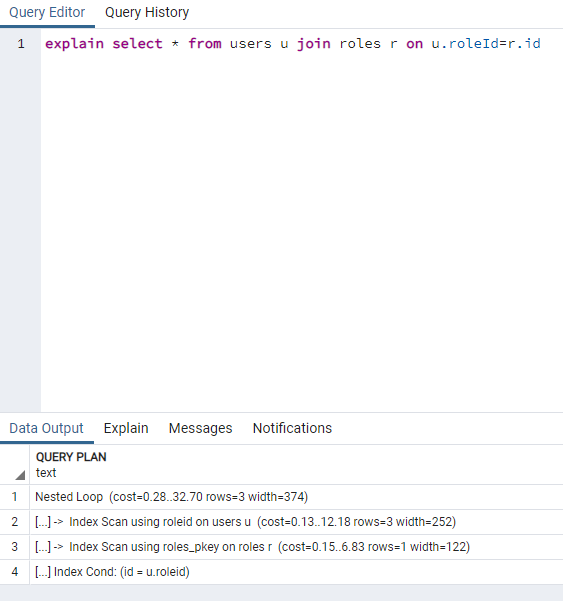 Query Editor Query History
1 explain select * from users u join roles r on u.roleId=r.id
Data Output Explain Messages Notifications
QUERY PLAN
text
1 Nested Loop (cost=0.28..32.70 rows=3 width=374)
2 [...] -> Index Scan using roleid on users u (cost=0.13..12.18 rows=3 width=252)
3 [...] -> Index Scan using roles_pkey on roles r (cost=0.15..6.83 rows=1 width=122)
4 [...] Index Cond: (id = u.roleid)